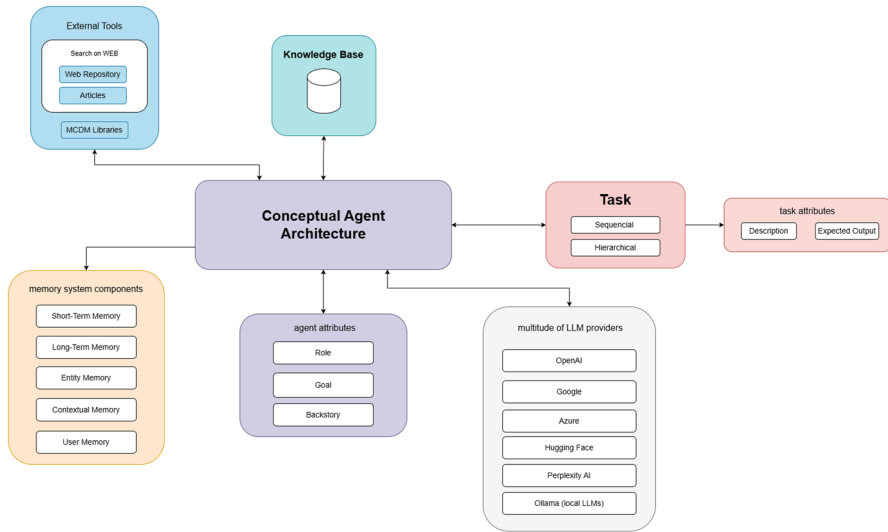 External Tools
Search on WEB
Web Repository
Articles
MCDM Libraries
Knowledge Base
Conceptual Agent
Architecture
Task
Sequencial
Hierarchical
task attributes
Description
Expected Output
memory system components
Short-Term Memory
Long-Term Memory
Entity Memory
Contextual Memory
User Memory
agent attributes
Role
Goal
Backstory
multitude of LLM providers
OpenAI
Google
Azure
Hugging Face
Perplexity AI
Ollama (local LLMs)